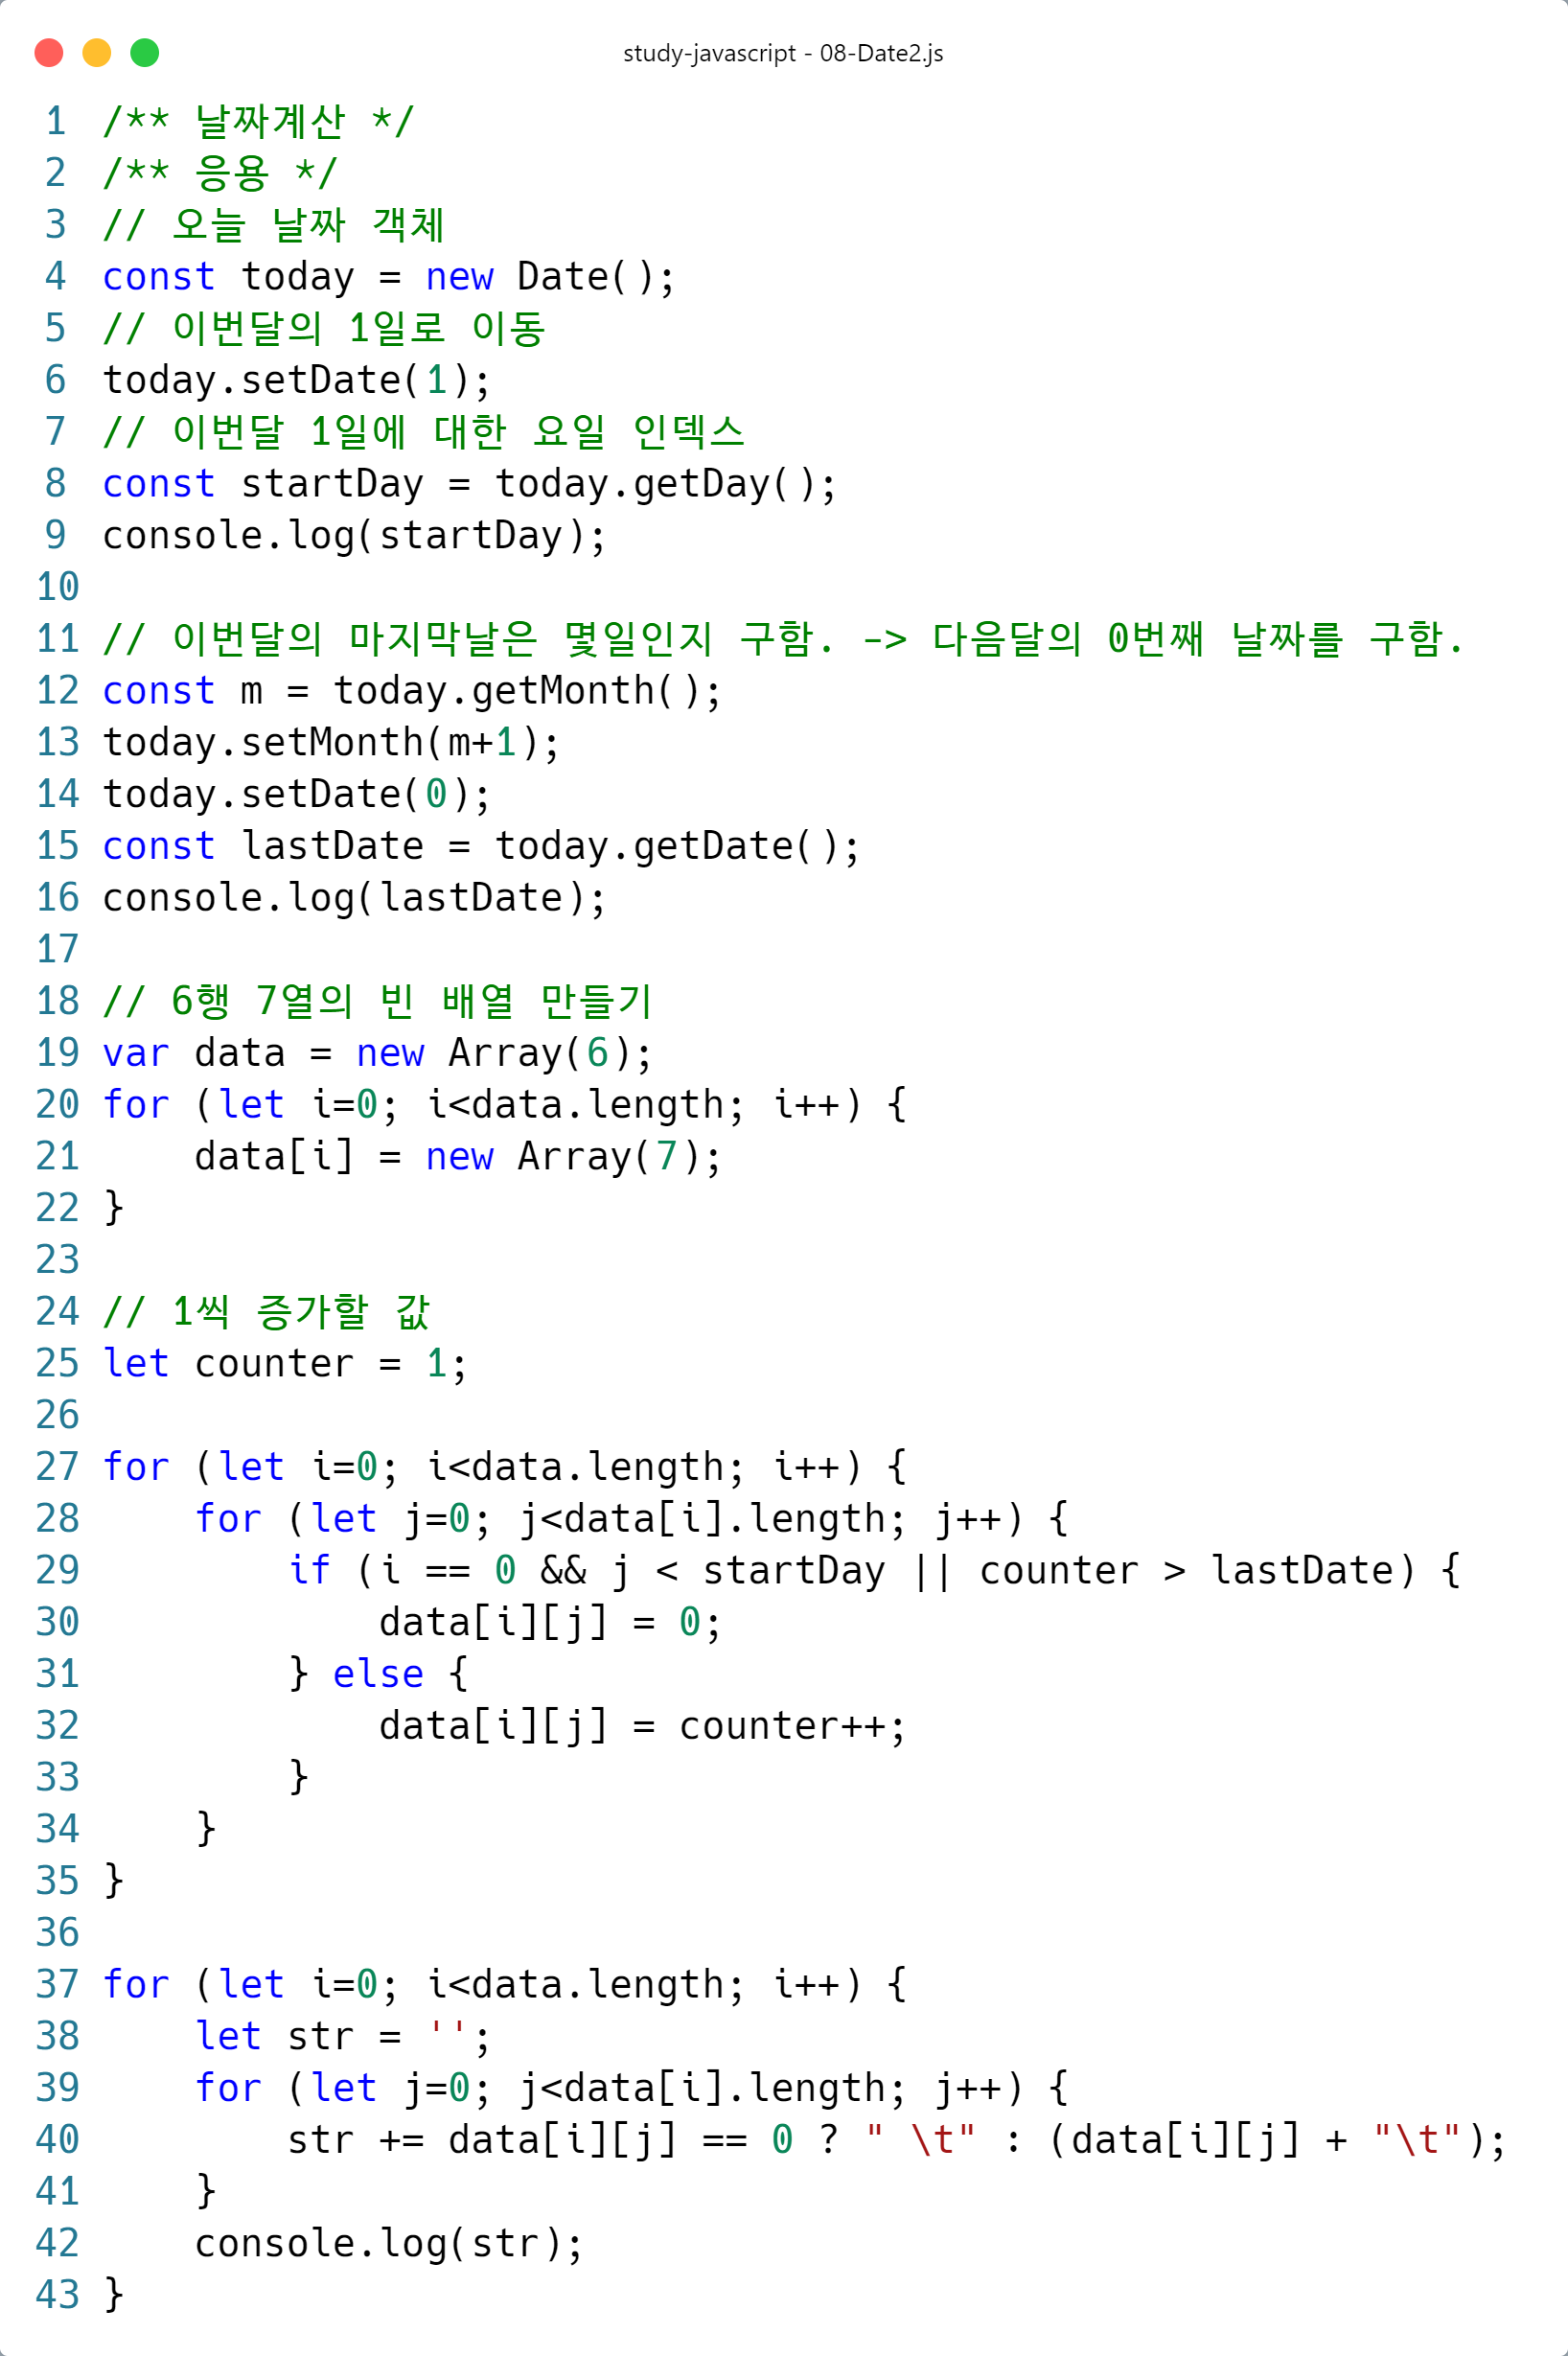 study-javascript - 08-Date2.js
1 /** 날짜계산 */
2 /** 응용 */
3 // 오늘 날짜 객체
4 const today = new Date();
5 // 이번달의 1일로 이동
6 today.setDate(1);
7 // 이번달 1일에 대한 요일 인덱스
8 const startDay = today.getDay();
9 console.log(startDay);
10
11 // 이번달의 마지막날은 몇일인지 구함. -> 다음달의 0번째 날짜를 구함.
12 const m = today.getMonth();
13 today.setMonth(m+1);
14 today.setDate(0);
15 const lastDate = today.getDate();
16 console.log(lastDate);
17
18 // 6행 7열의 빈 배열 만들기
19 var data = new Array(6);
20 for (let i=0; i<data.length; i++) {
21     data[i] = new Array(7);
22 }
23
24 // 1씩 증가할 값
25 let counter = 1;
26
27 for (let i=0; i<data.length; i++) {
28     for (let j=0; j<data[i].length; j++) {
29         if (i == 0 && j < startDay || counter > lastDate) {
30             data[i][j] = 0;
31         } else {
32             data[i][j] = counter++;
33         }
34     }
35 }
36
37 for (let i=0; i<data.length; i++) {
38     let str = '';
39     for (let j=0; j<data[i].length; j++) {
40         str += data[i][j] == 0 ? " \t" : (data[i][j] + "\t");
41     }
42     console.log(str);
43 }